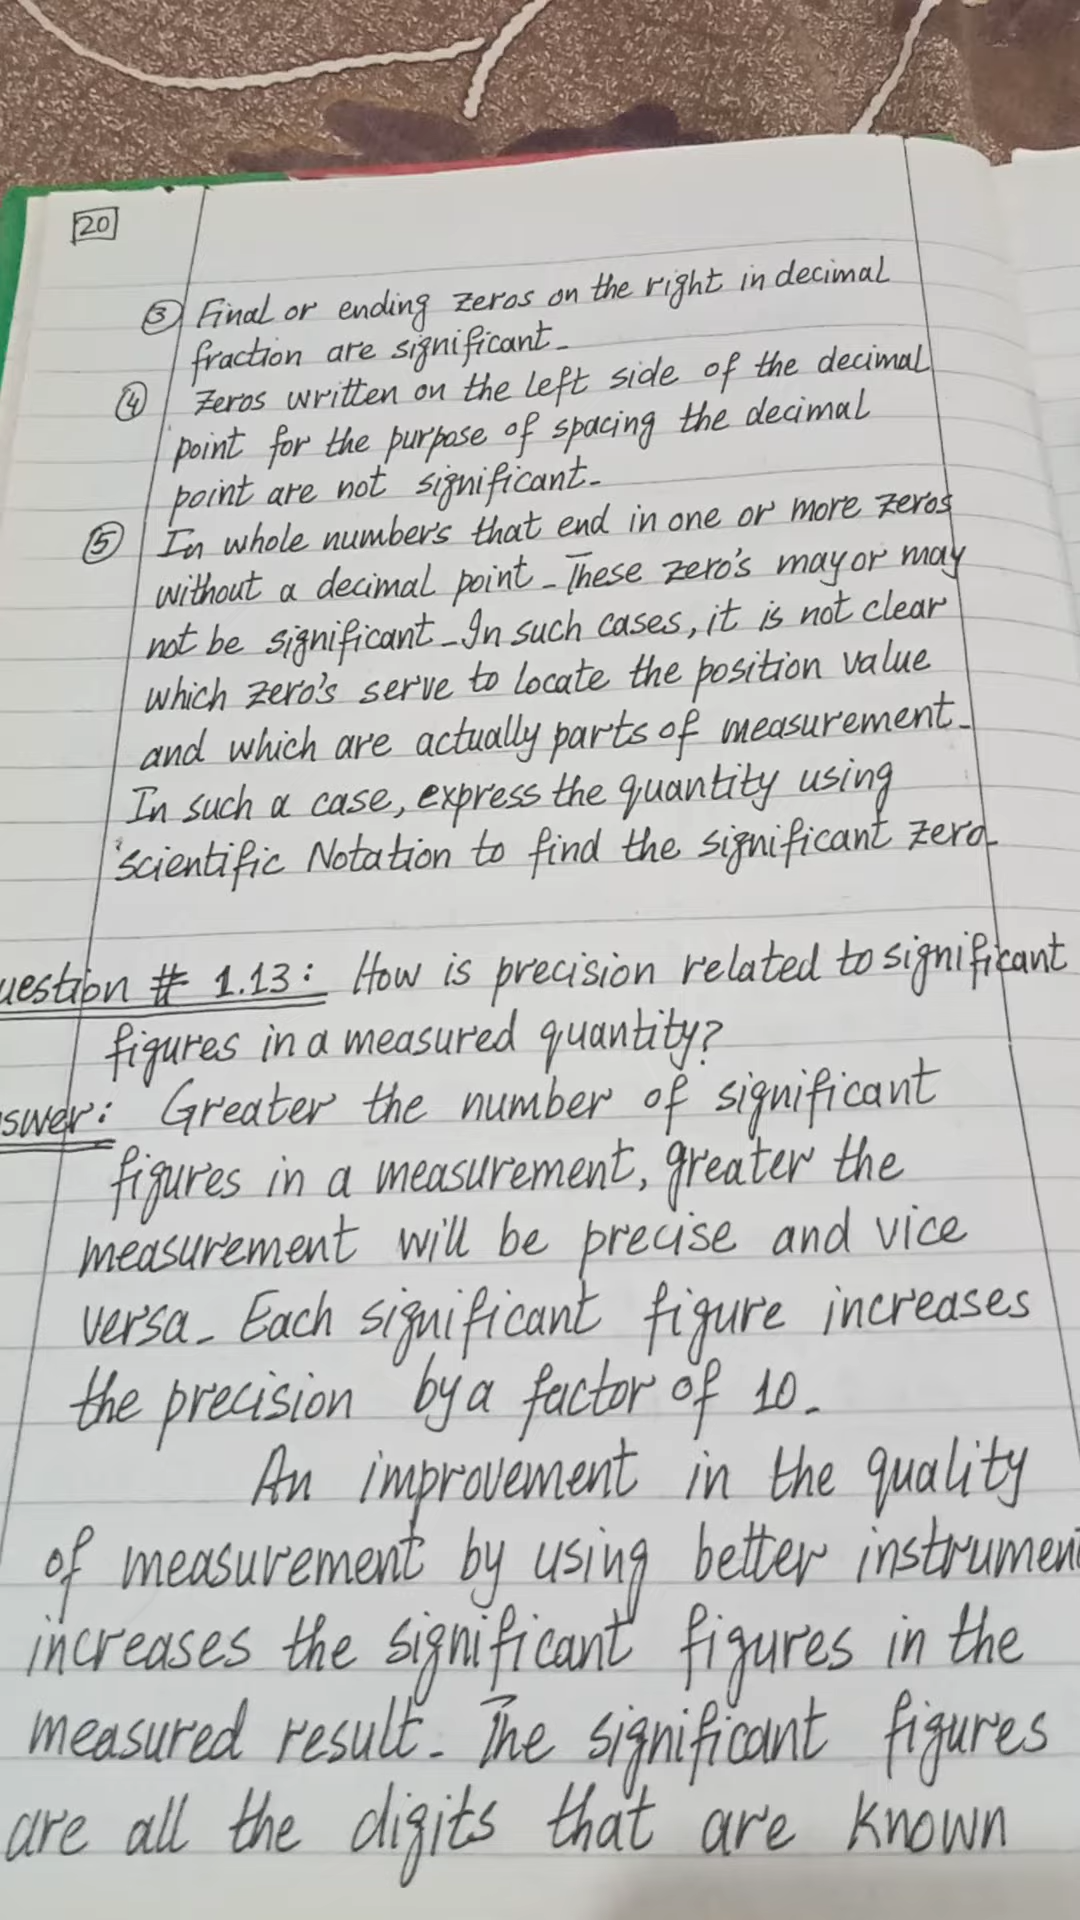 20
③ Final or ending zeros on the right in decimal
fraction are significant.
④ Zeros written on the left side of the decimal
point for the purpose of spacing the decimal
point are not significant.
⑤ In whole numbers that end in one or more zeros
without a decimal point. These zero's may or may
not be significant. In such cases, it is not clear
which zero's serve to locate the position value
and which are actually parts of measurement.
In such a case, express the quantity using
Scientific Notation to find the significant zero.
uestion # 1.13: How is precision related to significant
figures in a measured quantity?
swer: Greater the number of significant
figures in a measurement, greater the
measurement will be precise and vice
versa. Each significant figure increases
the precision by a factor of 10.
An improvement in the quality
of measurement by using better instrument
increases the significant figures in the
measured result. The significant figures
are all the digits that are known